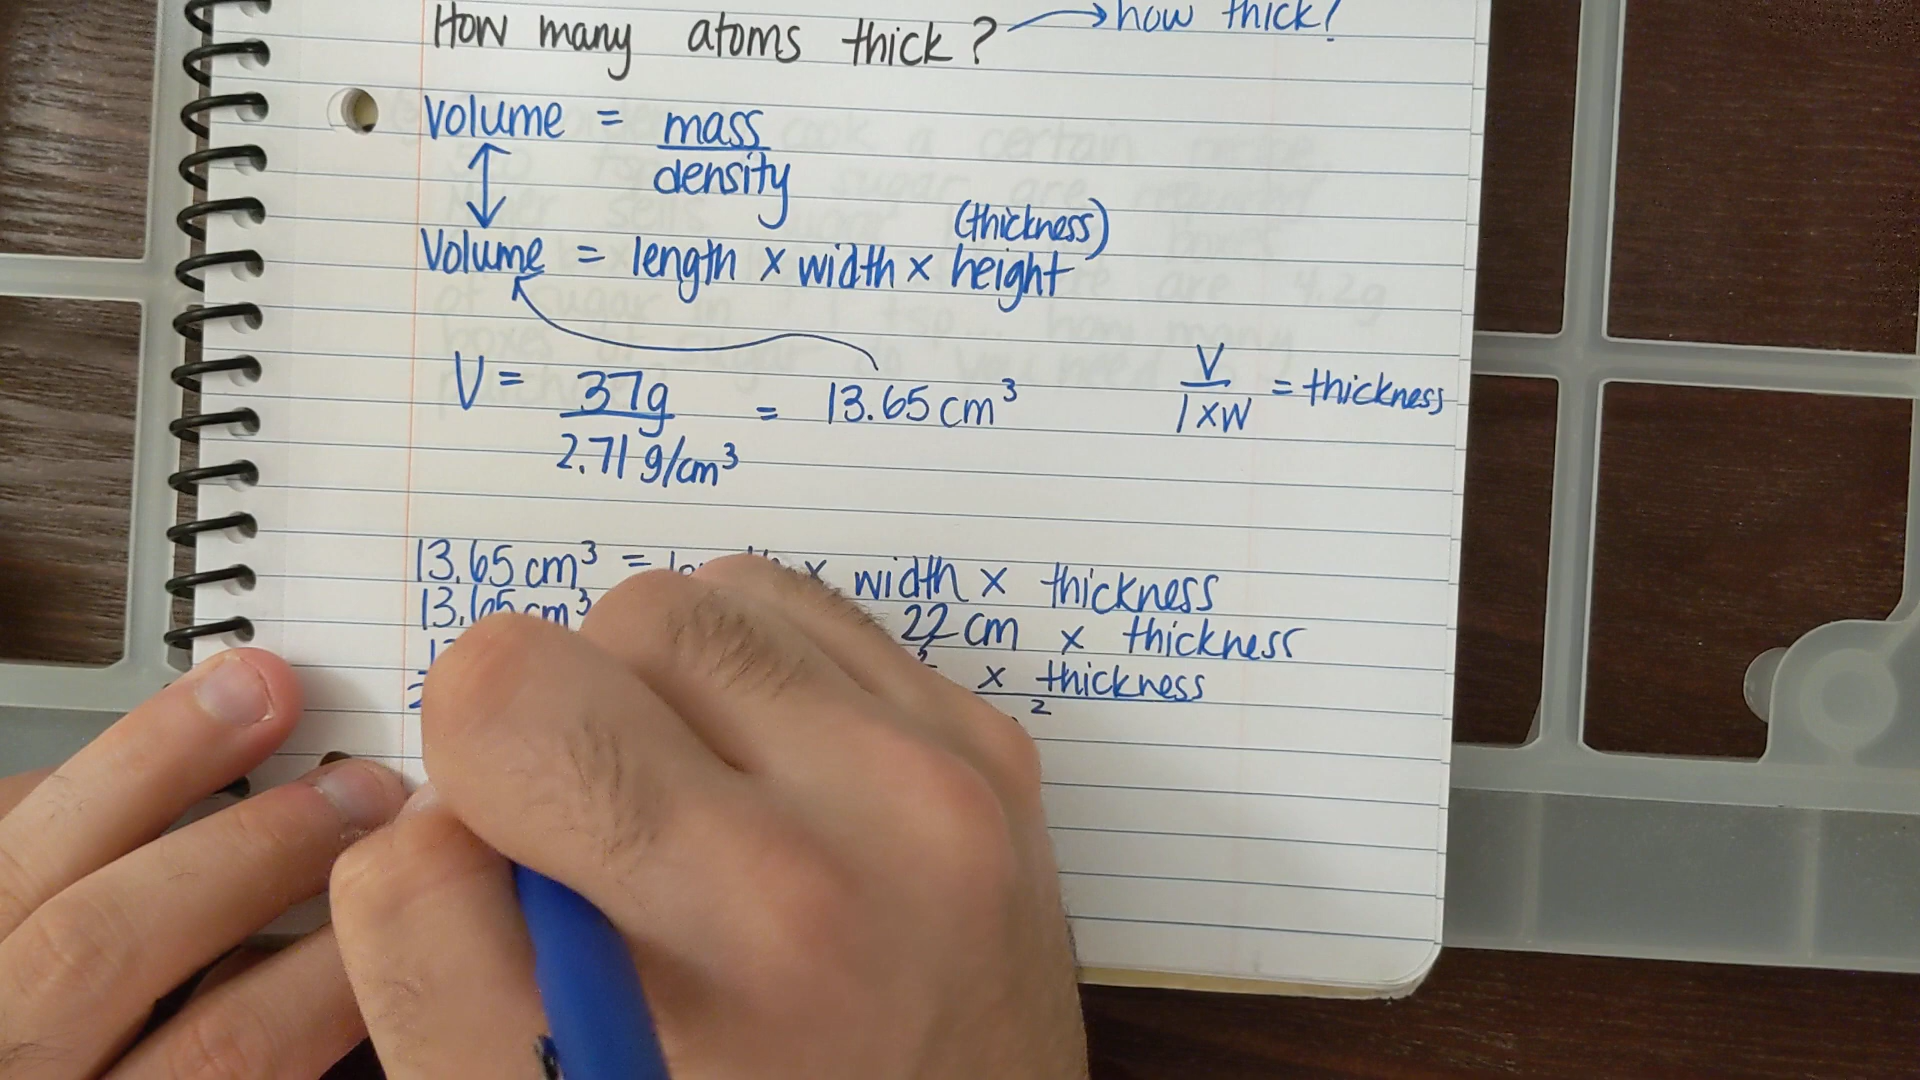 How many atoms thick? → how thick?
volume = mass
density
(thickness)
Volume = length x width x height
V = 37g = 13.65 cm³
2.71 g/cm³
V = thickness
l x w
13.65 cm³ = x width x thickness
13.65 cm³ 22 cm x thickness
x thickness
2